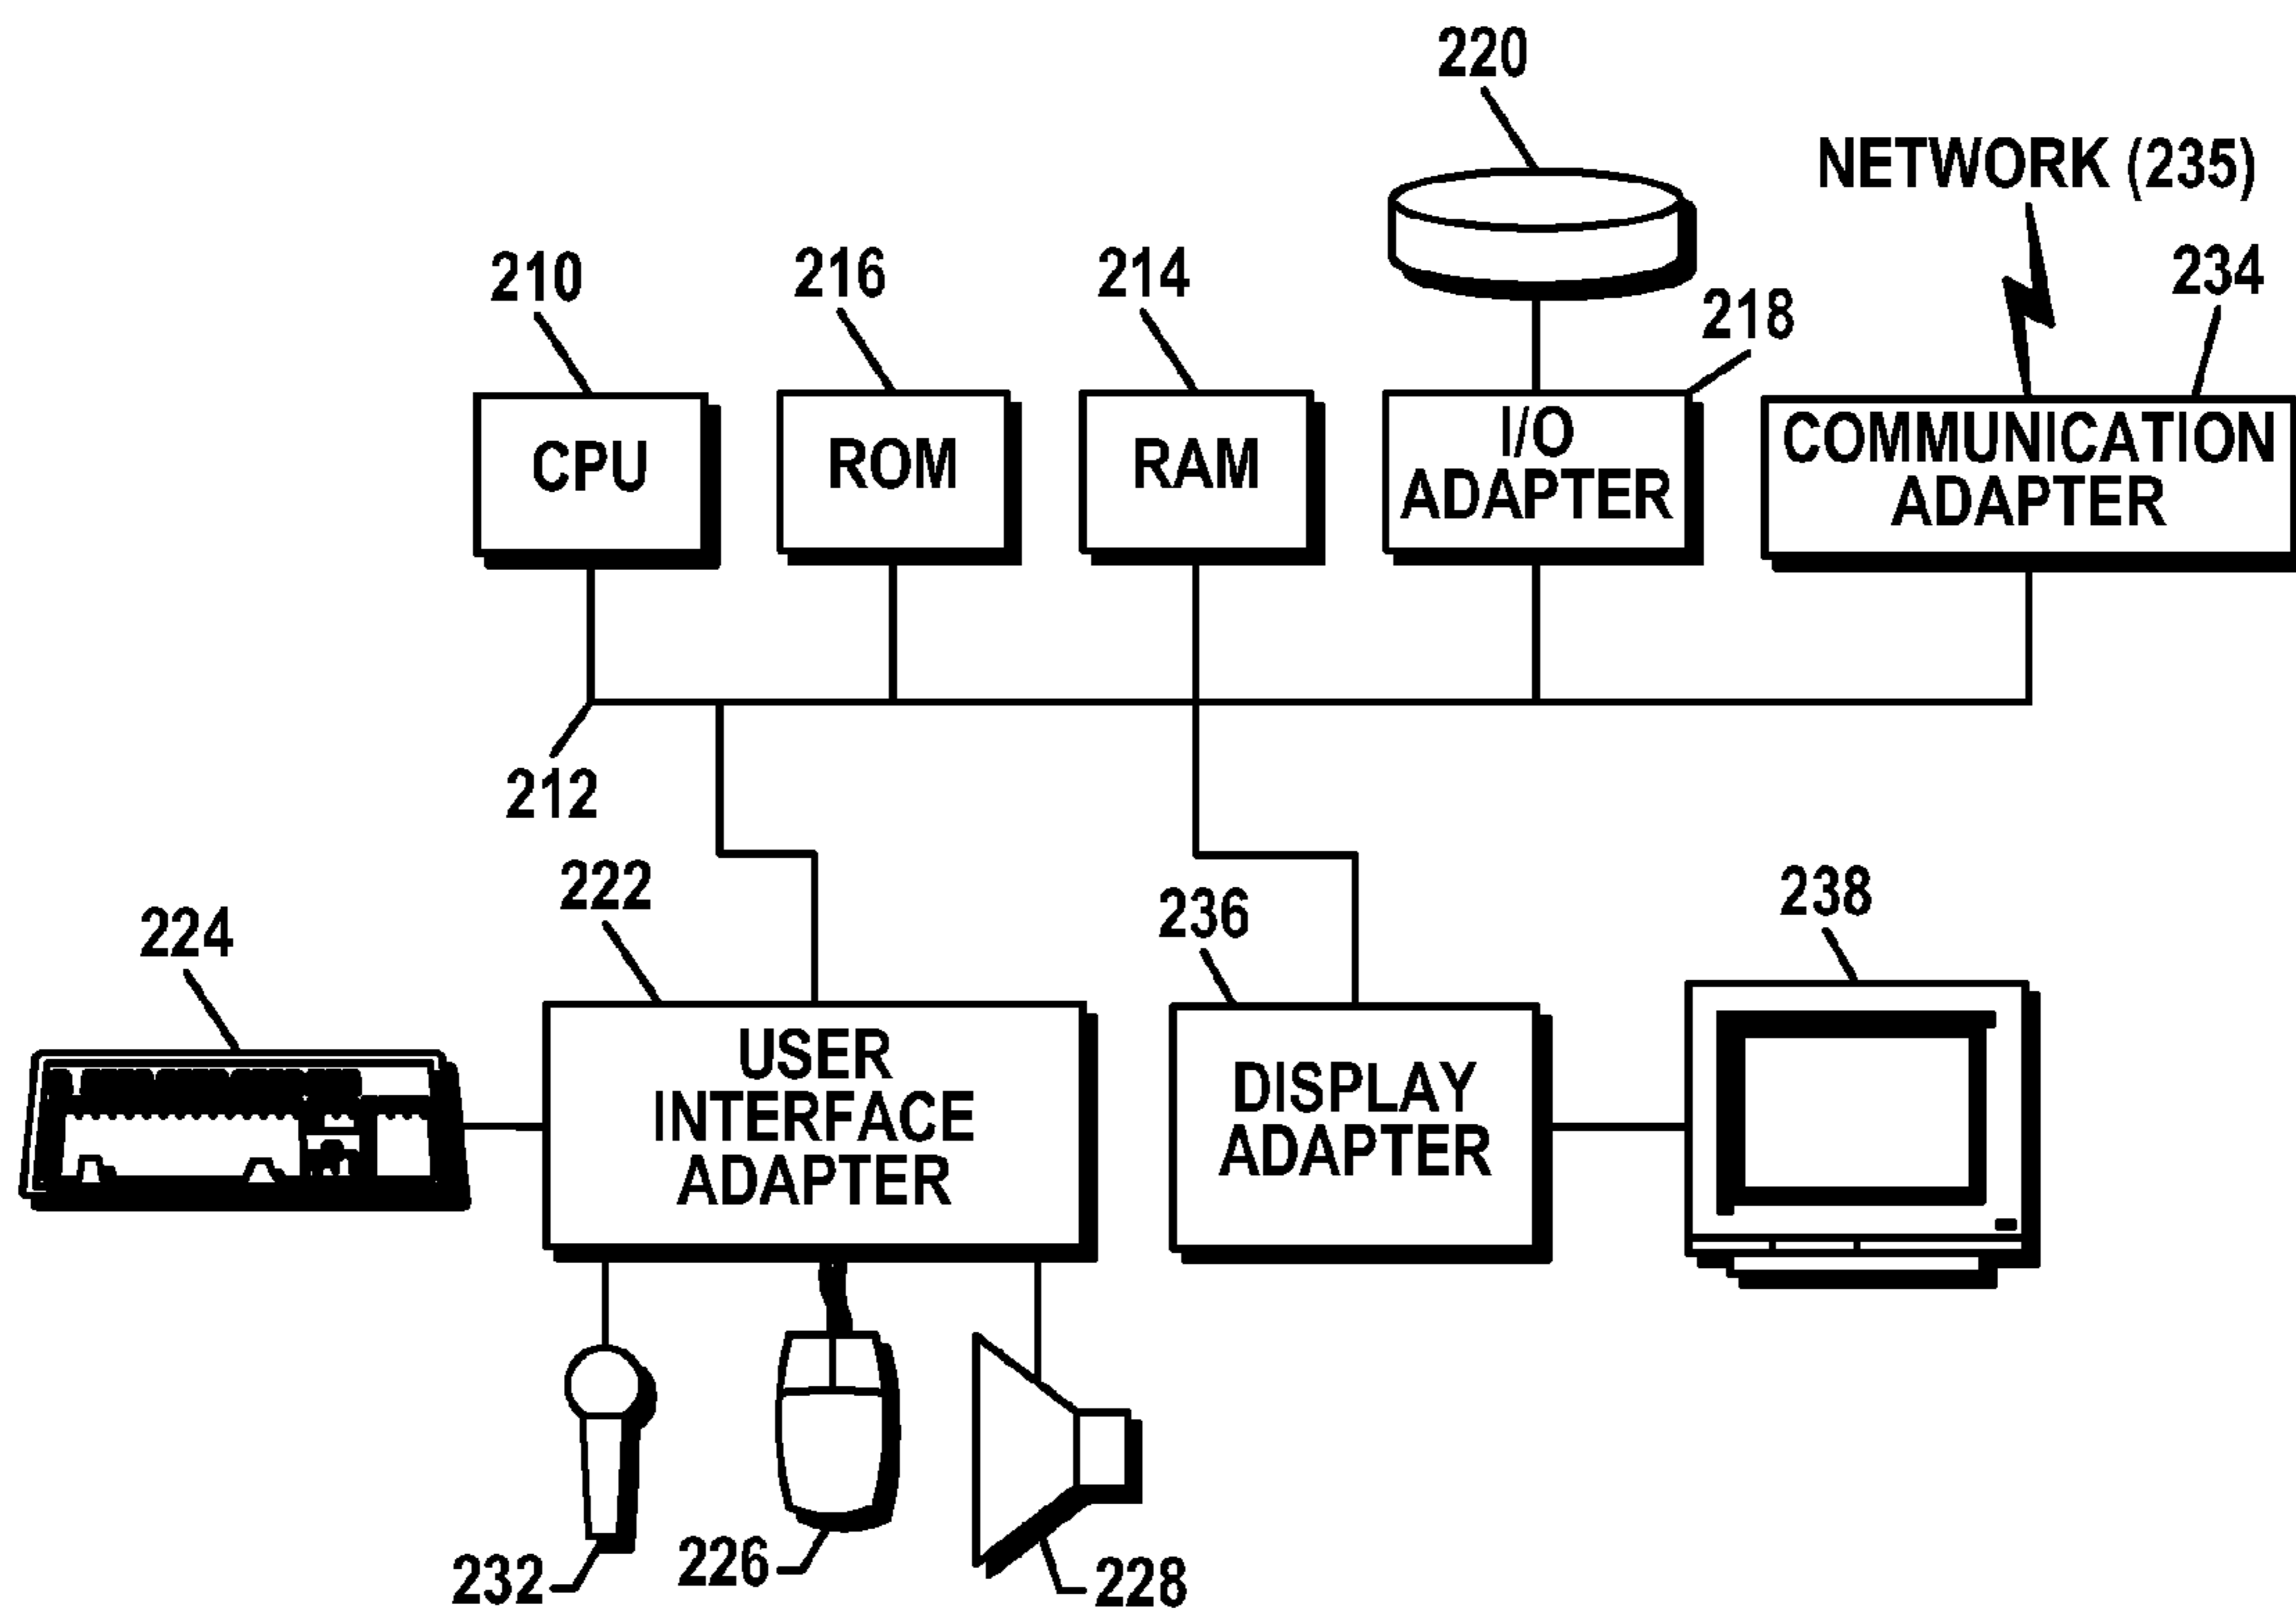 220
NETWORK (235)
210
216
214
234
218
CPU
ROM
RAM
I/O
ADAPTER
COMMUNICATION
ADAPTER
212
222
224
236
238
USER
INTERFACE
ADAPTER
DISPLAY
ADAPTER
232
226
228